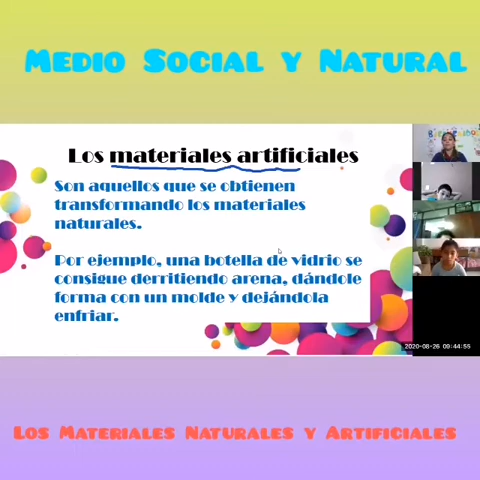 Medio Social y Natural
Los materiales artificiales
Son aquellos que se obtienen
transformando los materiales
naturales.
Por ejemplo, una botella de vidrio se
consigue derritiendo arena, dándole
forma con un molde y dejándola
enfriar.
2020-08-26 00:44:55
Los Materiales Naturales y Artificiales